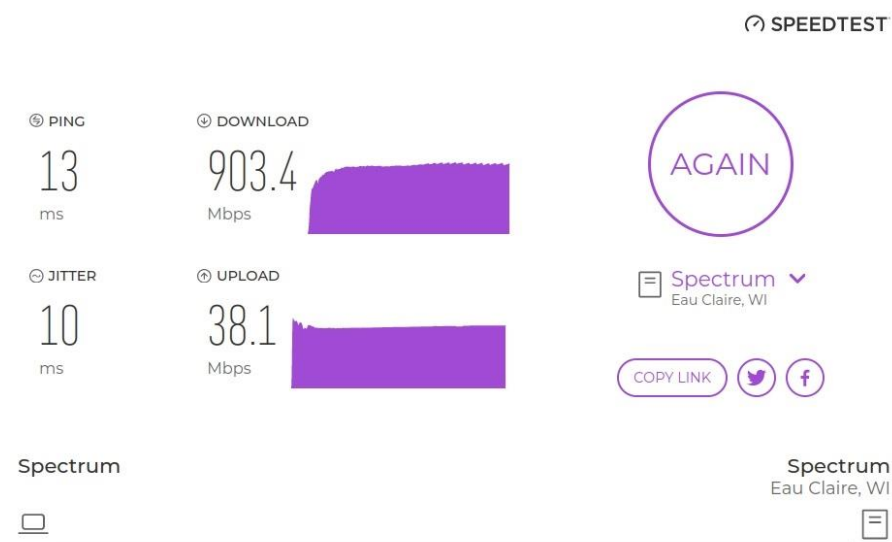 SPEEDTEST
PING
13
ms
DOWNLOAD
903.4
Mbps
JITTER
10
ms
UPLOAD
38.1
Mbps
AGAIN
Spectrum
Eau Claire, WI
COPY LINK
Spectrum
Spectrum
Eau Claire, WI